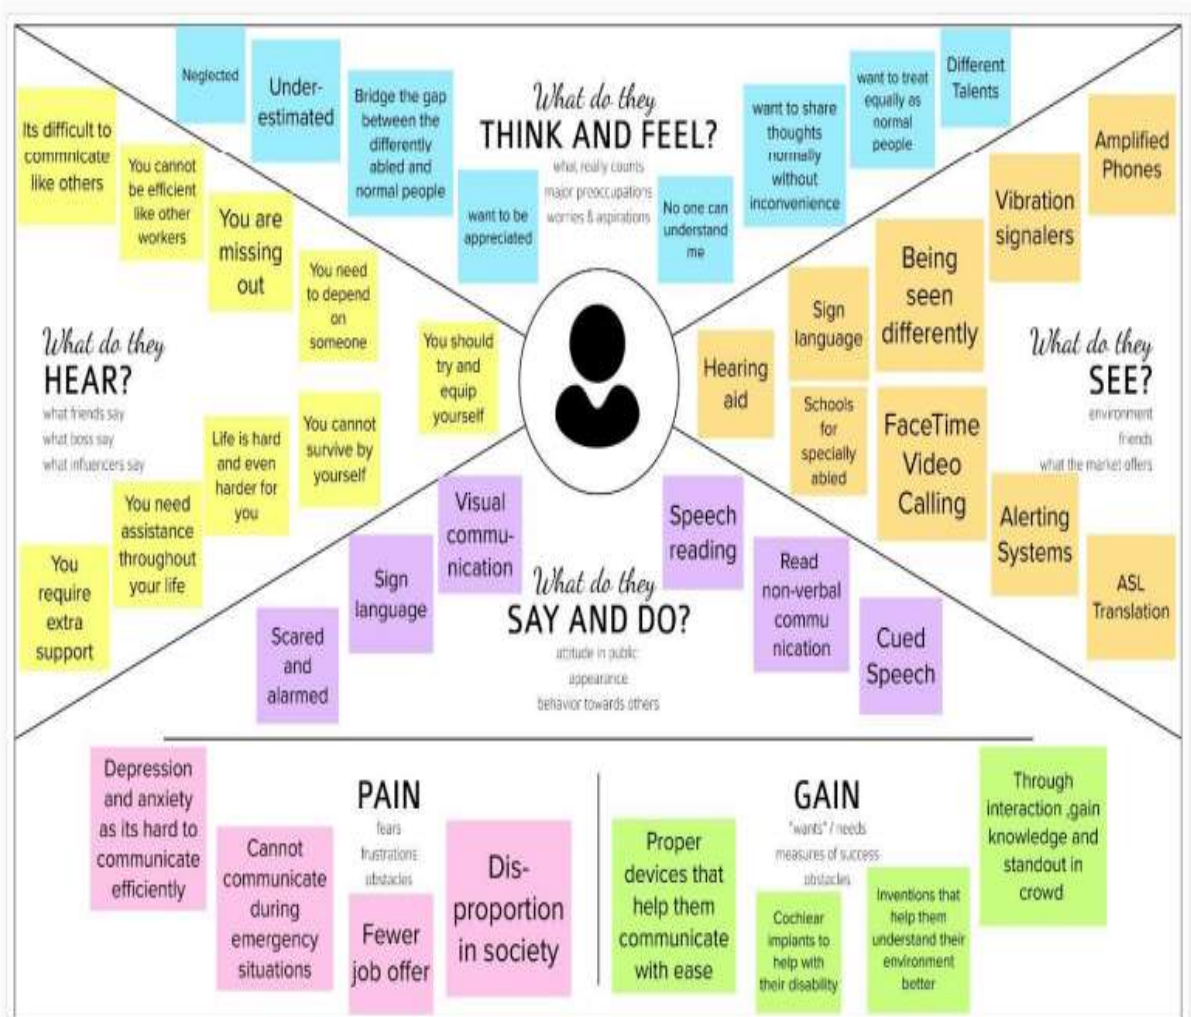 Neglected
Under-
estimated
Bridge the gap
between the
differently
abled and
normal people
want to be
appreciated
What do they
THINK AND FEEL?
what really counts
major preoccupations
worries & aspirations
No one can
understand
me
want to share
thoughts
normally
without
inconvenience
want to treat
equally as
normal
people
Different
Talents
Its difficult to
commnicate
like others
You cannot
be efficient
like other
workers
You are
missing
out
You need
to depend
on
someone
You should
try and
equip
yourself
What do they
HEAR?
what friends say
what boss say
what influencers say
You cannot
survive by
yourself
Life is hard
and even
harder for
you
You need
assistance
throughout
your life
You
require
extra
support
Amplified
Phones
Vibration
signalers
Being
seen
differently
Sign
language
Hearing
aid
Schools
for
specially
abled
FaceTime
Video
Calling
What do they
SEE?
environment
friends
what the market offers
Alerting
Systems
ASL
Translation
Visual
commu-
nication
Sign
language
Scared
and
alarmed
What do they
SAY AND DO?
attitude in public
appearance
behavior towards others
Speech
reading
Read
non-verbal
commu
nication
Cued
Speech
Depression
and anxiety
as its hard to
communicate
efficiently
Cannot
communicate
during
emergency
situations
PAIN
fears
frustrations
obstacles
Fewer
job offer
Dis-
proportion
in society
Proper
devices that
help them
communicate
with ease
GAIN
"wants" / needs
measures of success
obstacles
Cochlear
implants to
help with
their disability
Inventions that
help them
understand their
environment
better
Through
interaction ,gain
knowledge and
standout in
crowd